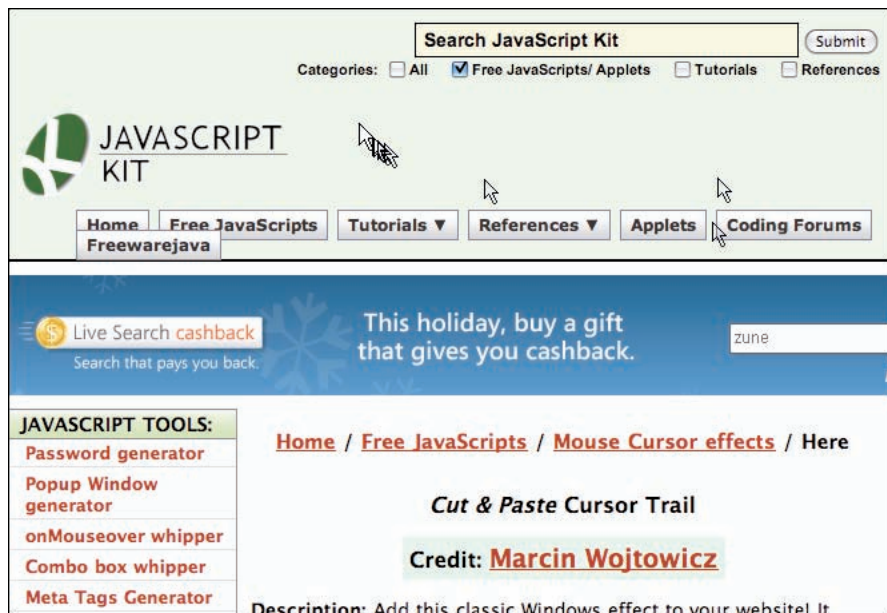 Search JavaScript Kit
Submit
Categories: All Free JavaScripts/ Applets Tutorials References
JAVASCRIPT
KIT
Home Free JavaScripts Tutorials ▼ References ▼ Applets Coding Forums
Freewarejava
Live Search cashback
Search that pays you back.
This holiday, buy a gift
that gives you cashback.
zune
JAVASCRIPT TOOLS:
Password generator
Popup Window
generator
onMouseover whipper
Combo box whipper
Meta Tags Generator
Home / Free JavaScripts / Mouse Cursor effects / Here
Cut & Paste Cursor Trail
Credit: Marcin Wojtowicz
Description: Add this classic Windows effect to your website! It